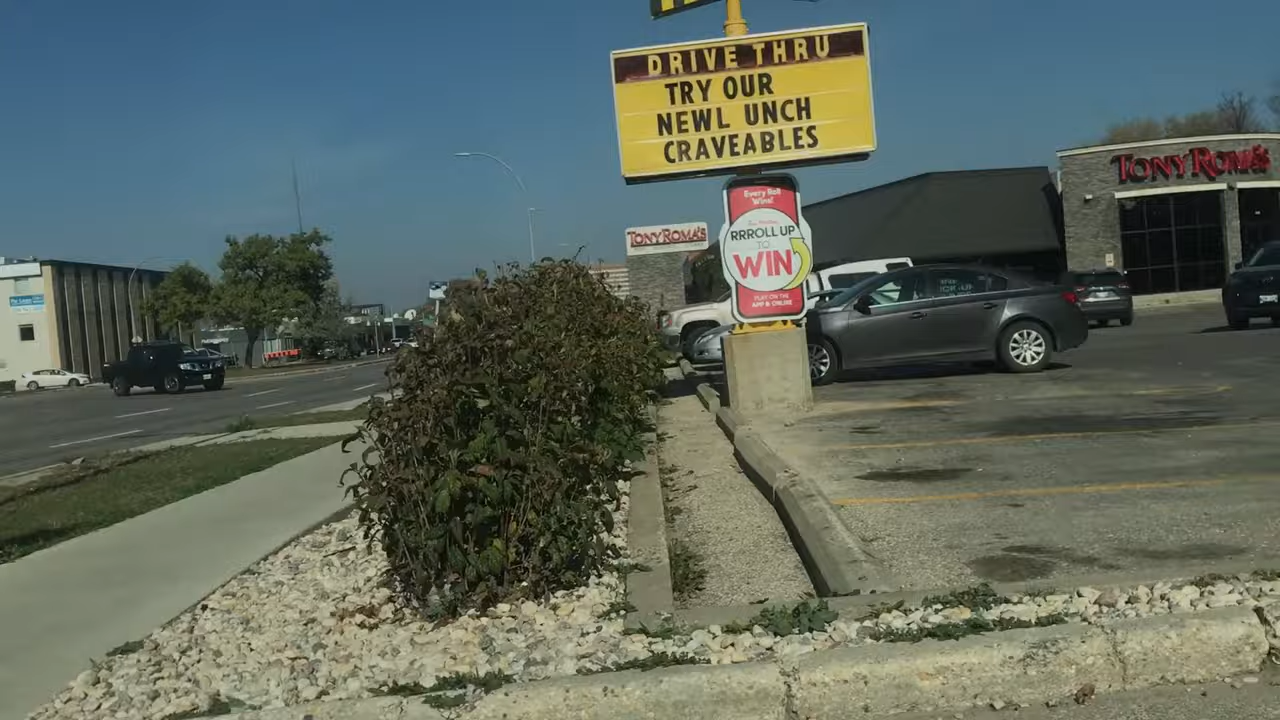 DRIVE THRU
TRY OUR
NEWL UNCH
CRAVEABLES
Every Roll
Wins!
RRROLL UP
TO
WIN
PLAY ON THE
APP & ONLINE
TONY ROMA'S
TONY ROMA'S